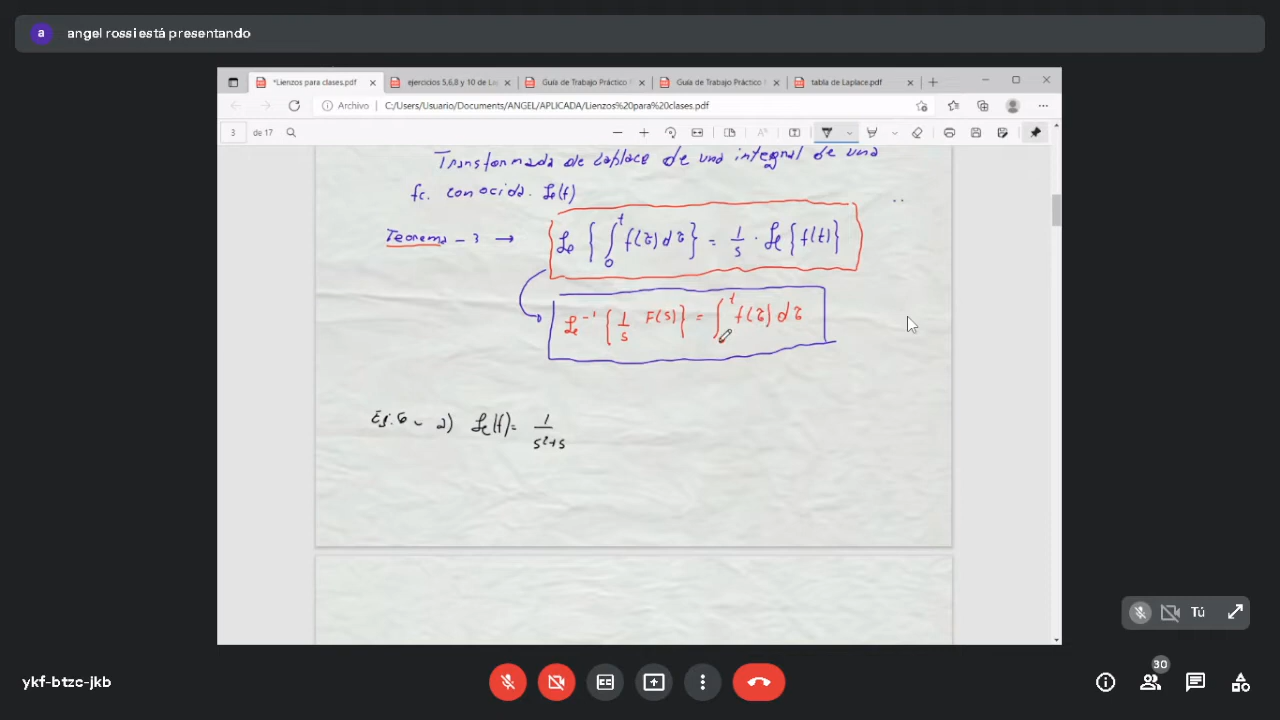 a angel rossi está presentando
*Lienzos para clases.pdf
ejercicios 5,6,8 y 10 de La
Guía de Trabajo Práctico
Guía de Trabajo Práctico
tabla de Laplace.pdf
Archivo C:/Users/Usuario/Documents/ANGEL/APLICADA/Lienzos%20para%20clases.pdf
3 de 17
Transformada de Laplace de una integral de una
fc. conocida. ℒ(f)
Teorema - 3 → ℒ { ∫₀ᵗ f(τ) dτ } = 1/s · ℒ {f(t)}
ℒ⁻¹ { 1/s F(s)} = ∫ᵗ f(τ) dτ
Ej. 6 - a) ℒ(f) = 1/(s²+s)
Tú
ykf-btzc-jkb
30